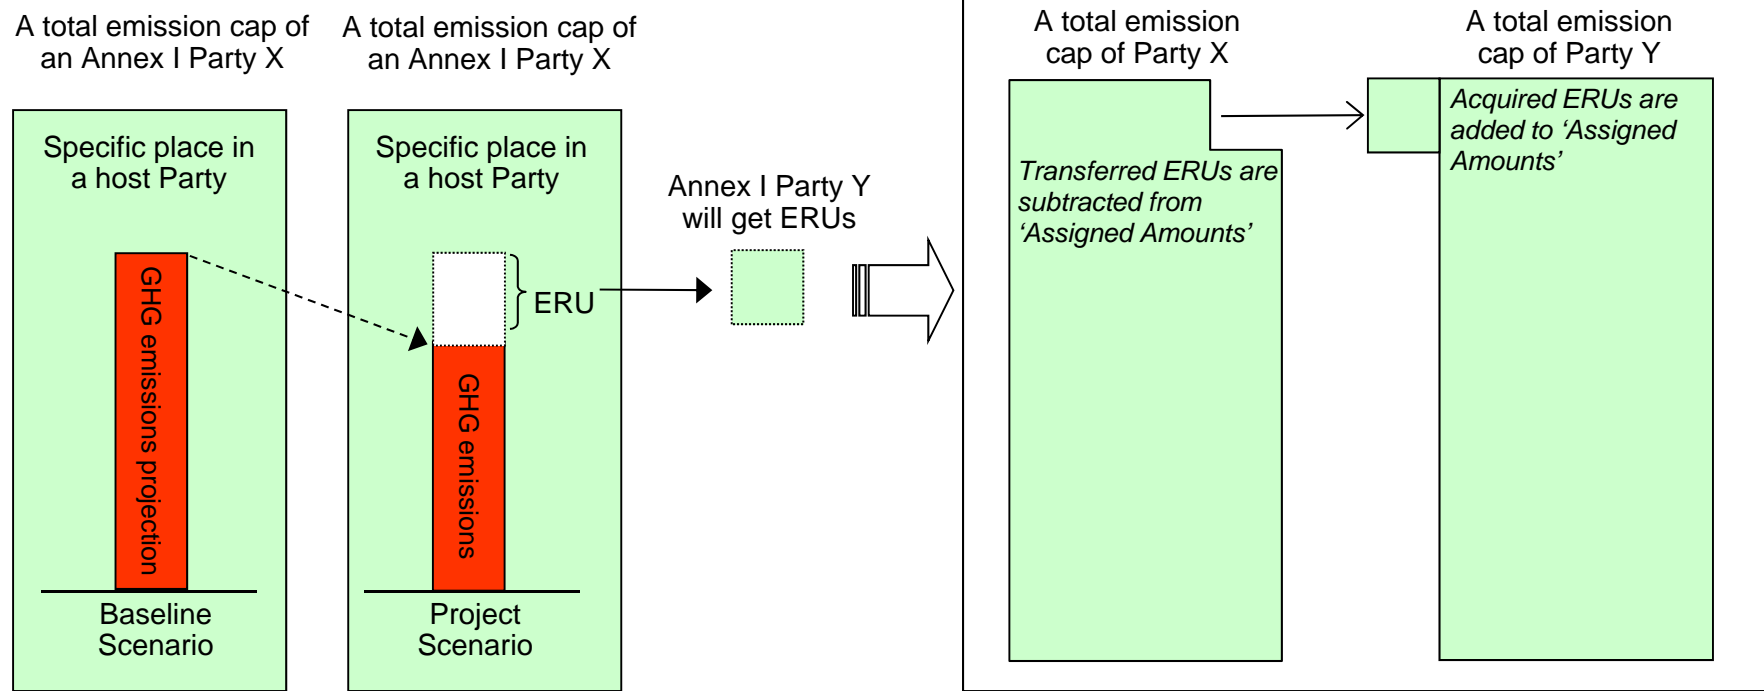 A total emission cap of
an Annex I Party X
A total emission cap of
an Annex I Party X
Specific place in
a host Party
Specific place in
a host Party
GHG emissions projection
GHG emissions
ERU
Baseline
Scenario
Project
Scenario
Annex I Party Y
will get ERUs
A total emission
cap of Party X
A total emission
cap of Party Y
Transferred ERUs are
subtracted from
‘Assigned Amounts’
Acquired ERUs are
added to ‘Assigned
Amounts’